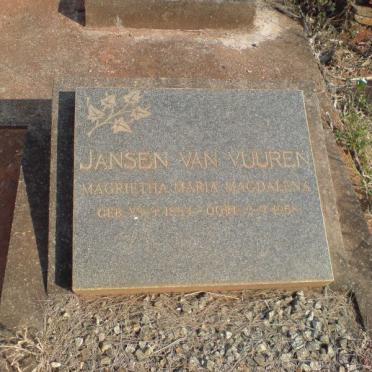 JANSEN VAN VUUREN
MAGRIETHA MARIA MAGDALENA
GEB. - OORL.